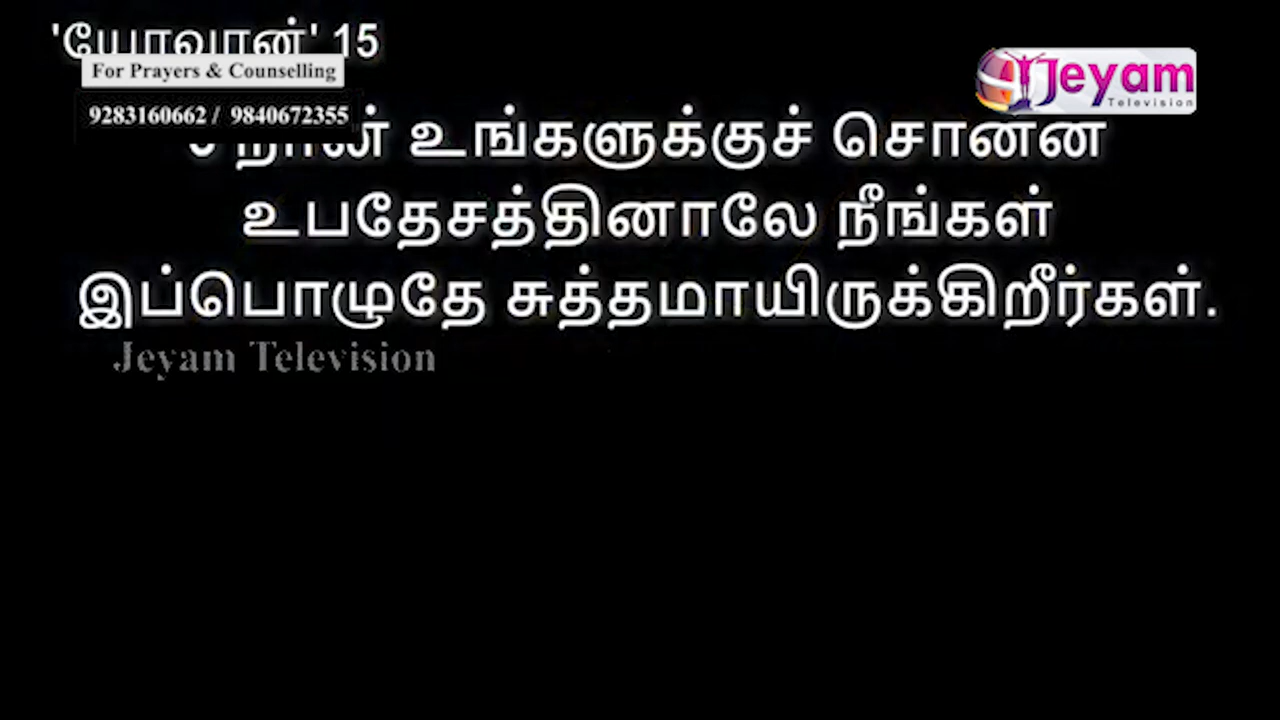 'யோவான்' 15
For Prayers & Counselling
9283160662 / 9840672355
Jeyam
Television
நான் உங்களுக்குச் சொன்ன
உபதேசத்தினாலே நீங்கள்
இப்பொழுதே சுத்தமாயிருக்கிறீர்கள்.
Jeyam Television